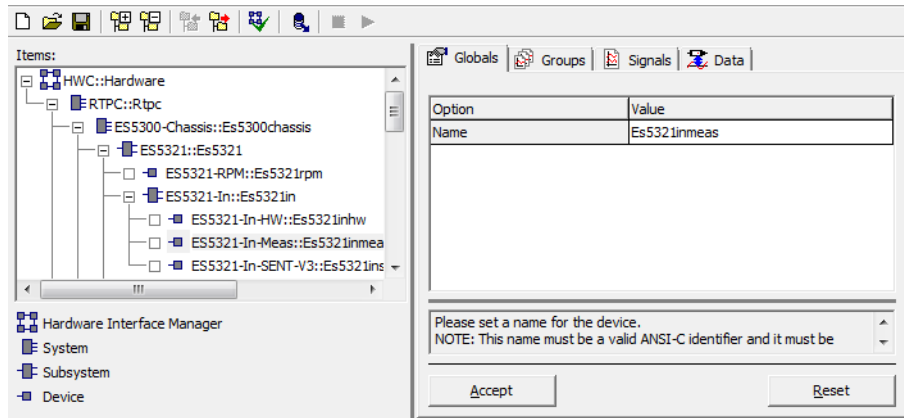 Items:
HWC::Hardware
RTPC::Rtpc
ES5300-Chassis::Es5300chassis
ES5321::Es5321
ES5321-RPM::Es5321rpm
ES5321-In::Es5321in
ES5321-In-HW::Es5321inhw
ES5321-In-Meas::Es5321inmea
ES5321-In-SENT-V3::Es5321ins
Hardware Interface Manager
System
Subsystem
Device
Globals Groups Signals Data
Option Value
Name Es5321inmeas
Please set a name for the device.
NOTE: This name must be a valid ANSI-C identifier and it must be
Accept Reset